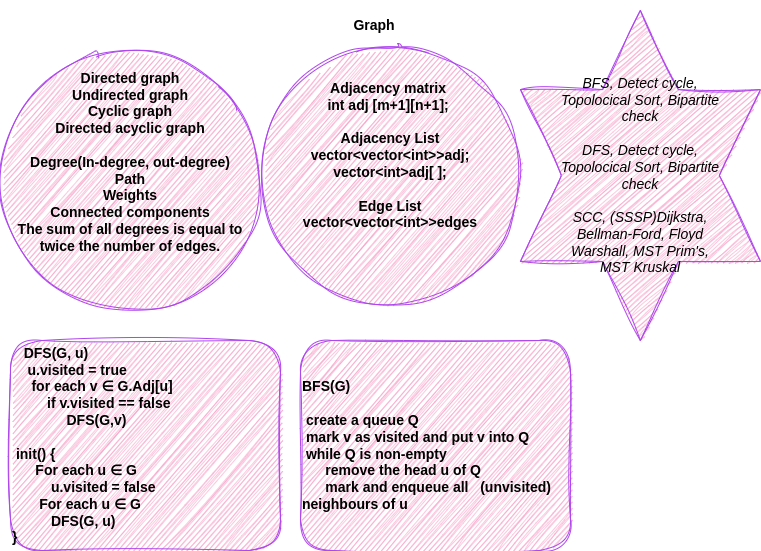 Graph
Directed graph
Undirected graph
Cyclic graph
Directed acyclic graph
Degree(In-degree, out-degree)
Path
Weights
Connected components
The sum of all degrees is equal to
twice the number of edges.
Adjacency matrix
int adj [m+1][n+1];
Adjacency List
vector<vector<int>>adj;
vector<int>adj[ ];
Edge List
vector<vector<int>>edges
BFS, Detect cycle,
Topolocical Sort, Bipartite
check
DFS, Detect cycle,
Topolocical Sort, Bipartite
check
SCC, (SSSP)Dijkstra,
Bellman-Ford, Floyd
Warshall, MST Prim's,
MST Kruskal
DFS(G, u)
u.visited = true
for each v ∈ G.Adj[u]
if v.visited == false
DFS(G,v)
init() {
For each u ∈ G
u.visited = false
For each u ∈ G
DFS(G, u)
}
BFS(G)
create a queue Q
mark v as visited and put v into Q
while Q is non-empty
remove the head u of Q
mark and enqueue all (unvisited)
neighbours of u